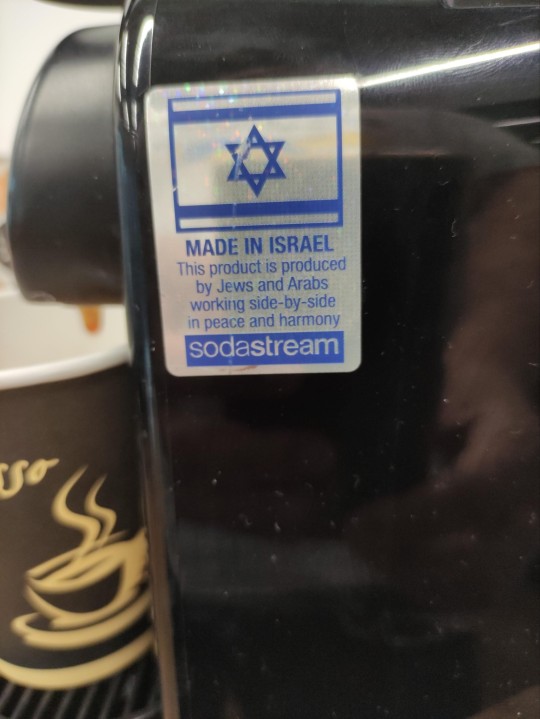 MADE IN ISRAEL
This product is produced
by Jews and Arabs
working side-by-side
in peace and harmony
sodastream